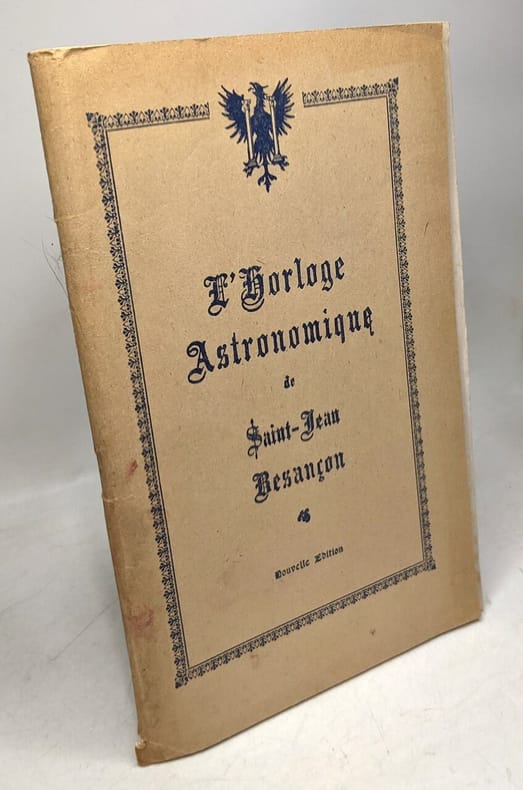 L'Horloge
Astronomique
de
Saint-Jean
Besançon
Nouvelle Edition